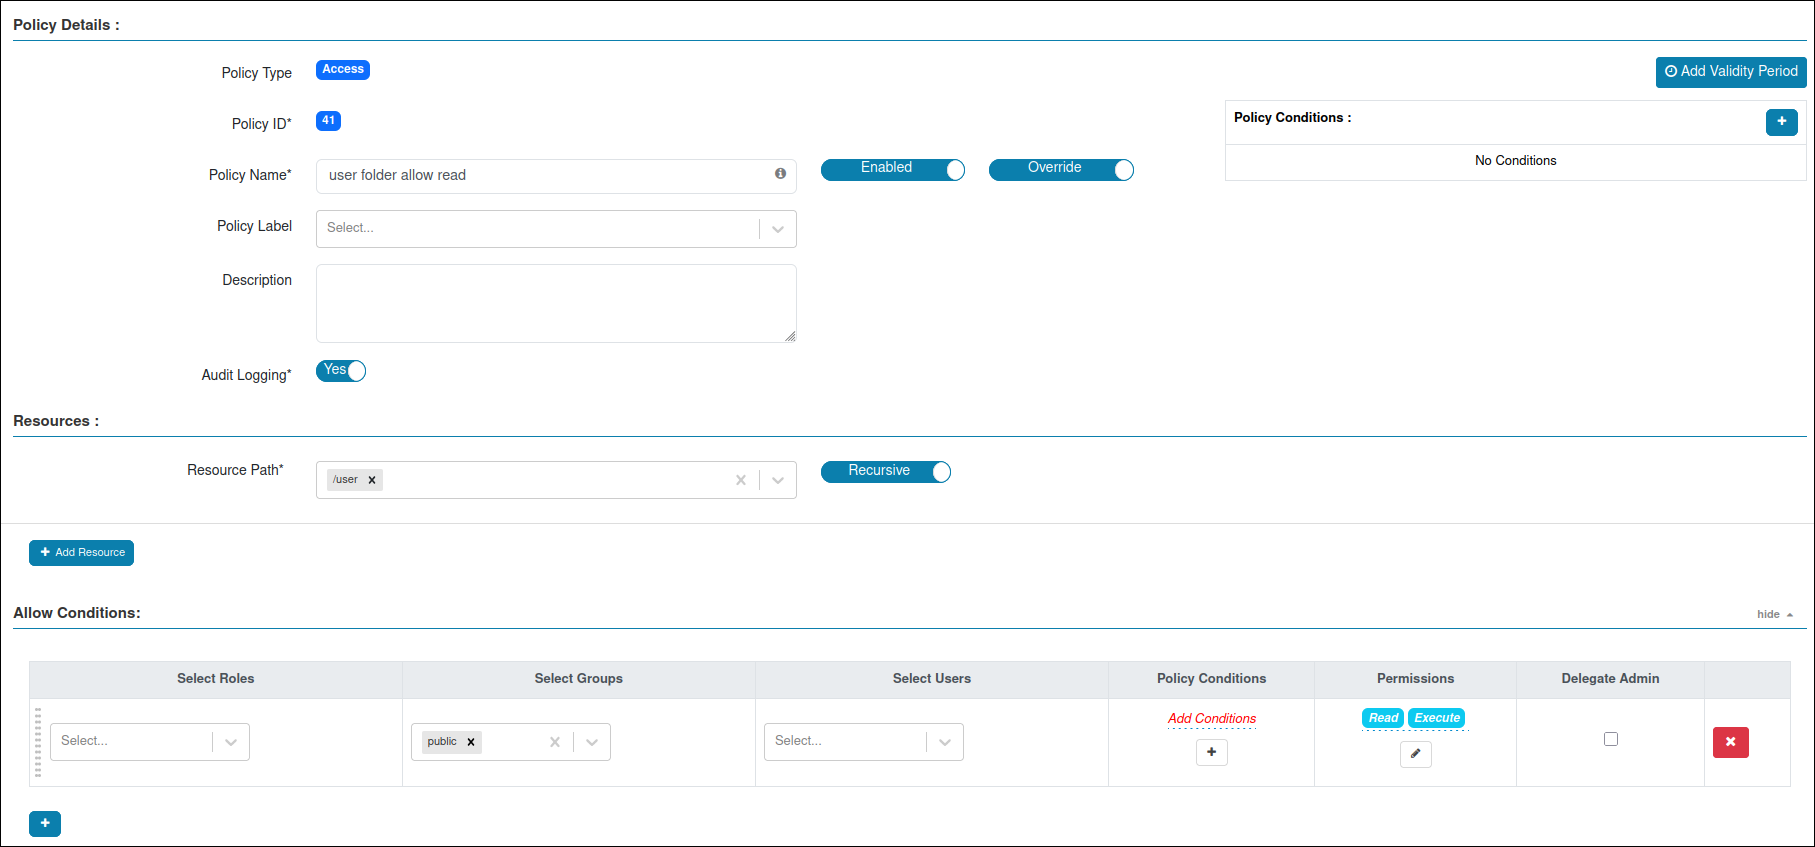 Policy Details :
Policy Type
Access
Add Validity Period
Policy ID*
41
Policy Conditions :
No Conditions
Policy Name*
user folder allow read
Enabled
Override
Policy Label
Select...
Description
Audit Logging*
Yes
Resources :
Resource Path*
/user
Recursive
Add Resource
Allow Conditions:
hide
Select Roles
Select Groups
Select Users
Policy Conditions
Permissions
Delegate Admin
Select...
public
Select...
Add Conditions
Read
Execute